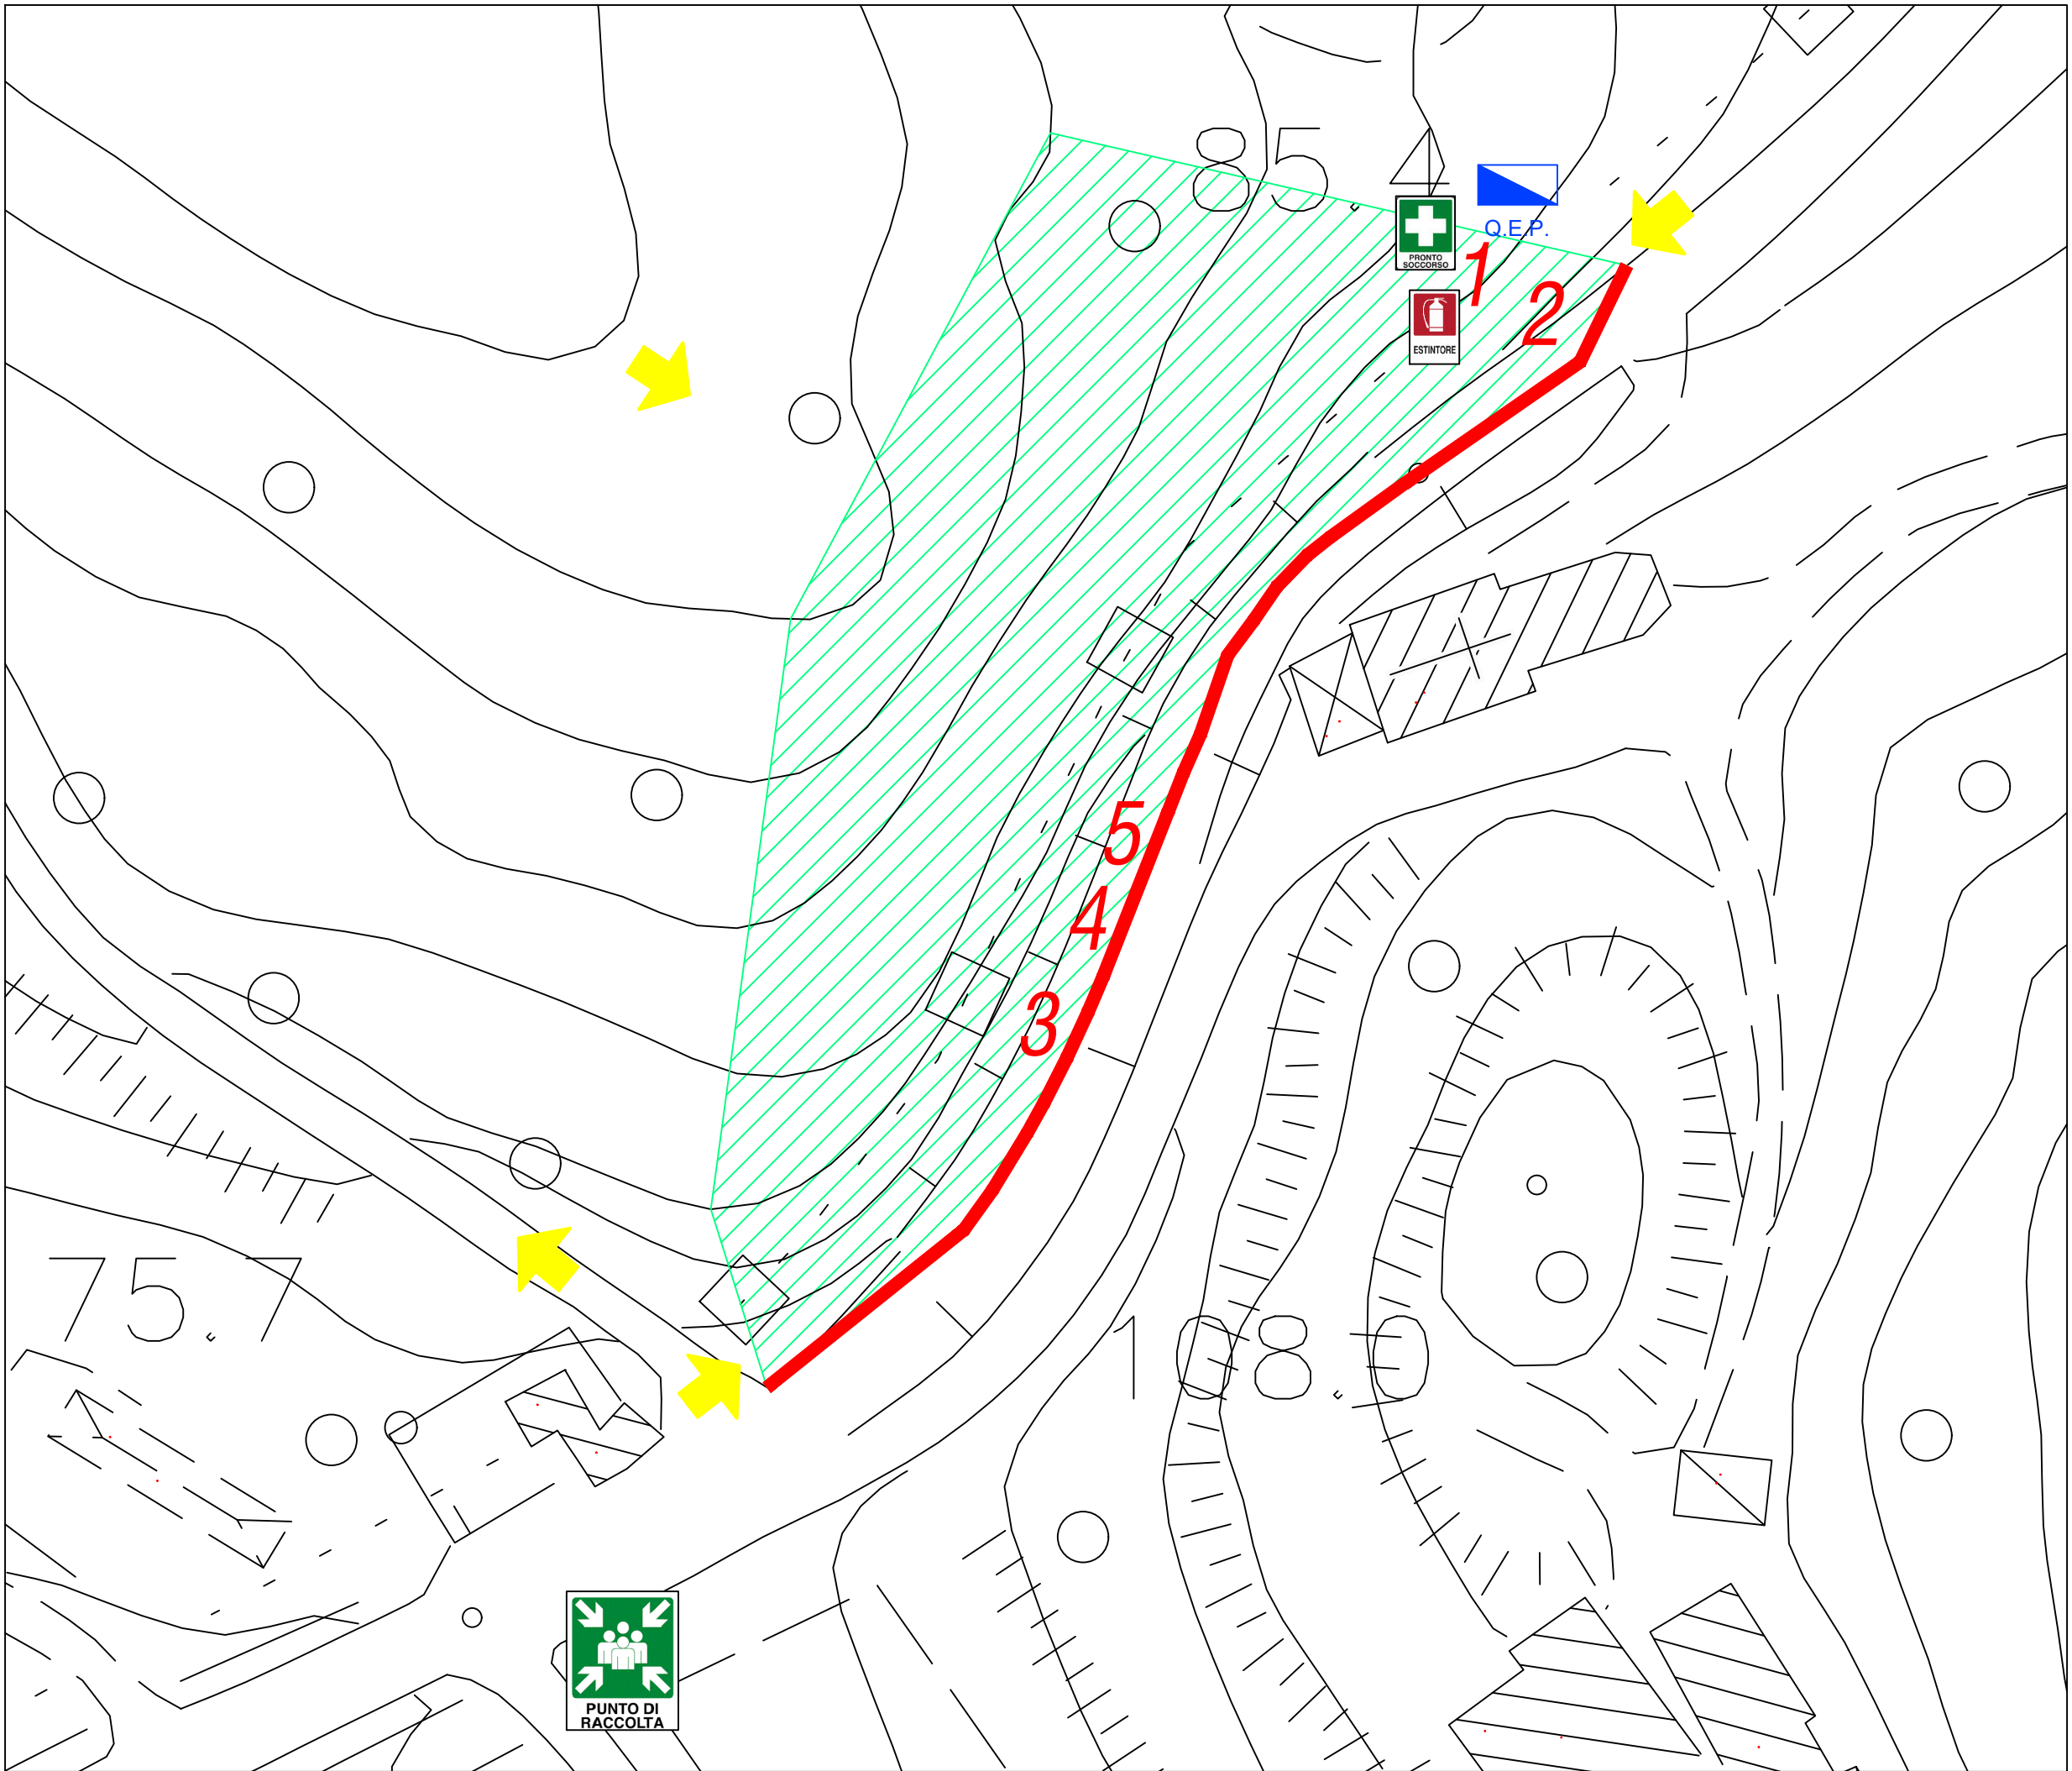 85.4
Q.E.P.
PRONTO
SOCCORSO
1
2
ESTINTORE
5
4
3
75.7
108.0
PUNTO DI
RACCOLTA